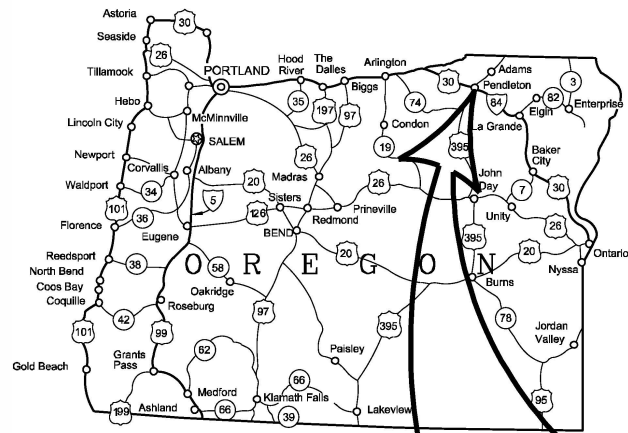 Astoria
30
Seaside
26
Tillamook
PORTLAND
Hood
River
The
Dalles
Biggs
Arlington
30
Adams
Pendleton
3
84
82
Enterprise
Elgin
La Grande
74
35
197
97
Condon
Hebo
McMinnville
Lincoln City
SALEM
19
395
Baker
City
Newport
Corvallis
Albany
26
Madras
John
Day
Waldport
34
20
Sisters
26
Prineville
7
30
Unity
101
36
5
126
Redmond
26
Florence
Eugene
BEND
395
Ontario
20
20
Nyssa
Reedsport
38
OREGON
North Bend
58
Burns
Coos Bay
Oakridge
Coquille
Roseburg
97
78
42
395
Jordan
Valley
101
99
Grants
Pass
62
Paisley
Gold Beach
66
Medford
Klamath Falls
95
199
Ashland
66
39
Lakeview